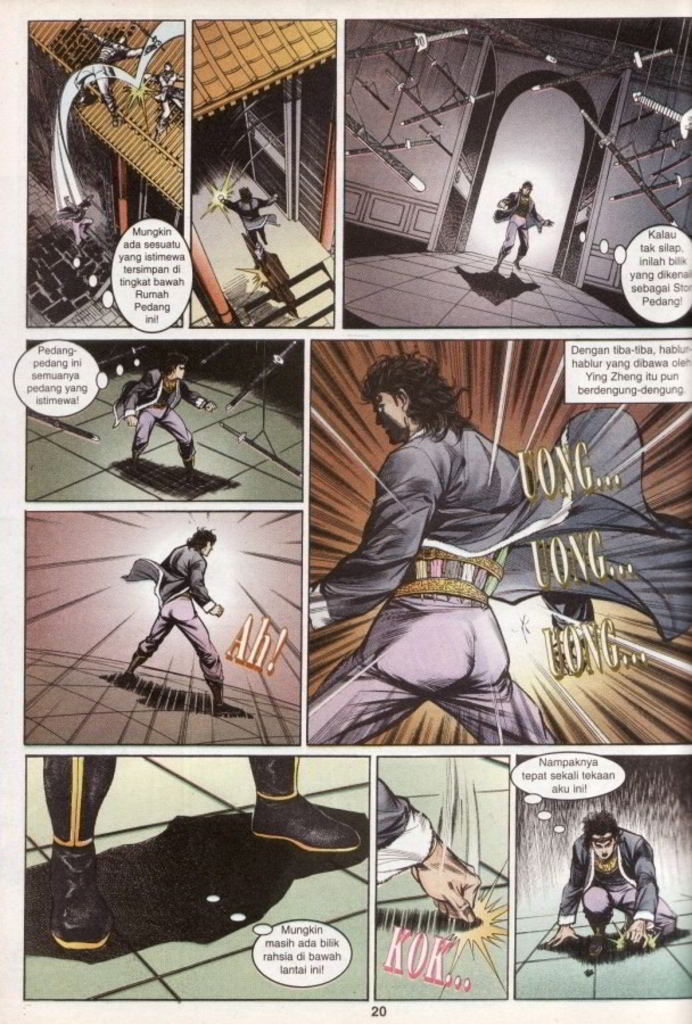 Mungkin
ada sesuatu
yang istimewa
tersimpan di
tingkat bawah
Rumah
Pedang
ini!
Kalau
tak silap,
inilah bilik
yang dikenali
sebagai Stor
Pedang!
Pedang-
pedang ini
semuanya
pedang yang
istimewa!
Dengan tiba-tiba, hablur-
hablur yang dibawa oleh
Ying Zheng itu pun
berdengung-dengung.
UONG...
UONG...
UONG...
Ah!
Mungkin
masih ada bilik
rahsia di bawah
lantai ini!
KOK...
Nampaknya
tepat sekali tekaan
aku ini!
20